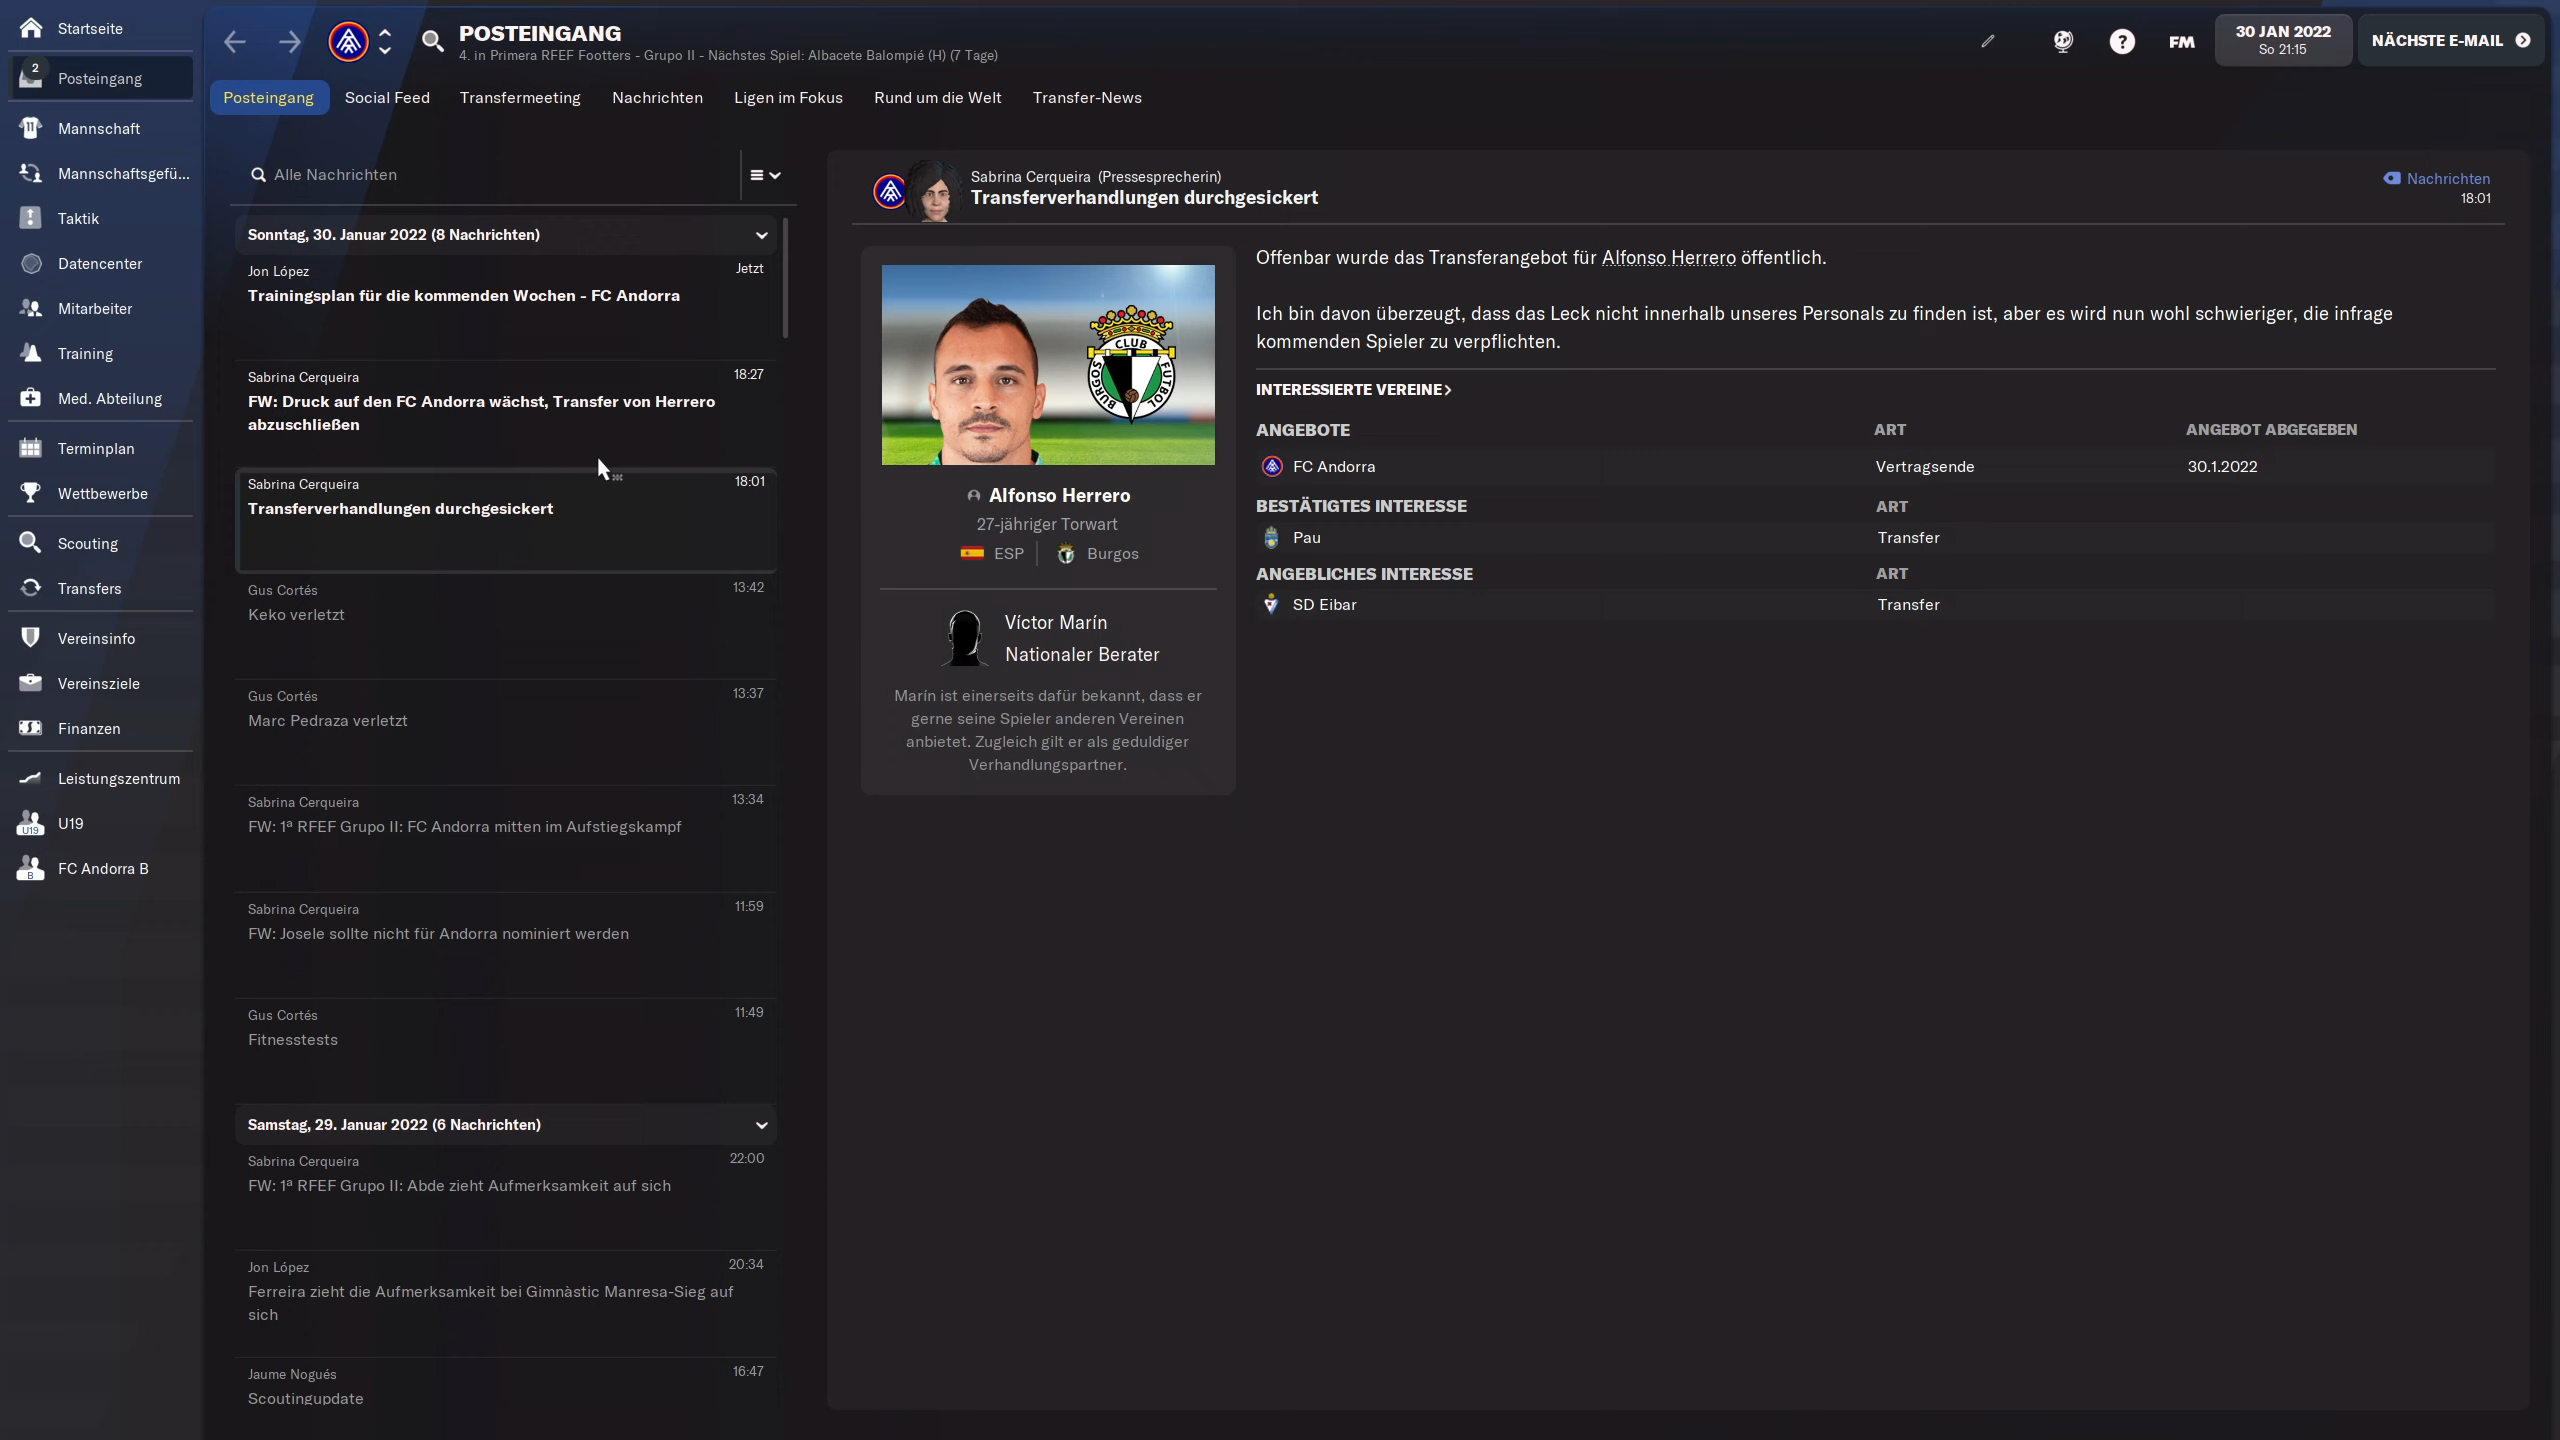 Startseite
2
Posteingang
Mannschaft
Mannschaftsgefü...
Taktik
Datencenter
Mitarbeiter
Training
Med. Abteilung
Terminplan
Wettbewerbe
Scouting
Transfers
Vereinsinfo
Vereinsziele
Finanzen
Leistungszentrum
U19
U19
FC Andorra B
B
POSTEINGANG
4. in Primera RFEF Footters - Grupo II - Nächstes Spiel: Albacete Balompié (H) (7 Tage)
FM
30 JAN 2022
So 21:15
NÄCHSTE E-MAIL
Posteingang Social Feed Transfermeeting Nachrichten Ligen im Fokus Rund um die Welt Transfer-News
Alle Nachrichten
Sonntag, 30. Januar 2022 (8 Nachrichten)
Jon López Jetzt
Trainingsplan für die kommenden Wochen - FC Andorra
Sabrina Cerqueira 18:27
FW: Druck auf den FC Andorra wächst, Transfer von Herrero
abzuschließen
Sabrina Cerqueira 18:01
Transferverhandlungen durchgesickert
Gus Cortés 13:42
Keko verletzt
Gus Cortés 13:37
Marc Pedraza verletzt
Sabrina Cerqueira 13:34
FW: 1ª RFEF Grupo II: FC Andorra mitten im Aufstiegskampf
Sabrina Cerqueira 11:59
FW: Josele sollte nicht für Andorra nominiert werden
Gus Cortés 11:49
Fitnesstests
Samstag, 29. Januar 2022 (6 Nachrichten)
Sabrina Cerqueira 22:00
FW: 1ª RFEF Grupo II: Abde zieht Aufmerksamkeit auf sich
Jon López 20:34
Ferreira zieht die Aufmerksamkeit bei Gimnàstic Manresa-Sieg auf
sich
Jaume Nogués 16:47
Scoutingupdate
Sabrina Cerqueira (Pressesprecherin)
Transferverhandlungen durchgesickert
Nachrichten
18:01
CLUB
BURGOS
FUTBOL
Alfonso Herrero
27-jähriger Torwart
ESP Burgos
Víctor Marín
Nationaler Berater
Marín ist einerseits dafür bekannt, dass er
gerne seine Spieler anderen Vereinen
anbietet. Zugleich gilt er als geduldiger
Verhandlungspartner.
Offenbar wurde das Transferangebot für Alfonso Herrero öffentlich.
Ich bin davon überzeugt, dass das Leck nicht innerhalb unseres Personals zu finden ist, aber es wird nun wohl schwieriger, die infrage
kommenden Spieler zu verpflichten.
INTERESSIERTE VEREINE>
ANGEBOTE ART ANGEBOT ABGEGEBEN
FC Andorra Vertragsende 30.1.2022
BESTÄTIGTES INTERESSE ART
Pau Transfer
ANGEBLICHES INTERESSE ART
SD Eibar Transfer